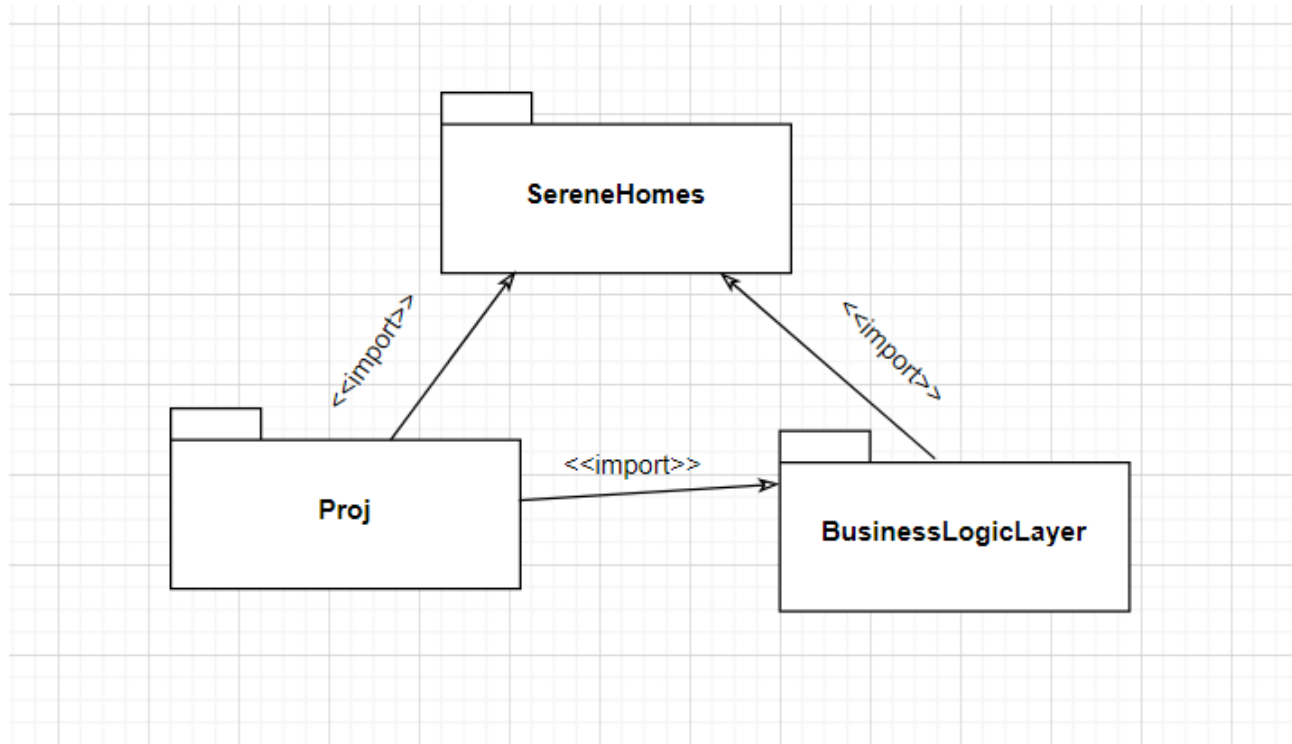 SereneHomes
<<import>>
<<import>>
<<import>>
Proj
BusinessLogicLayer